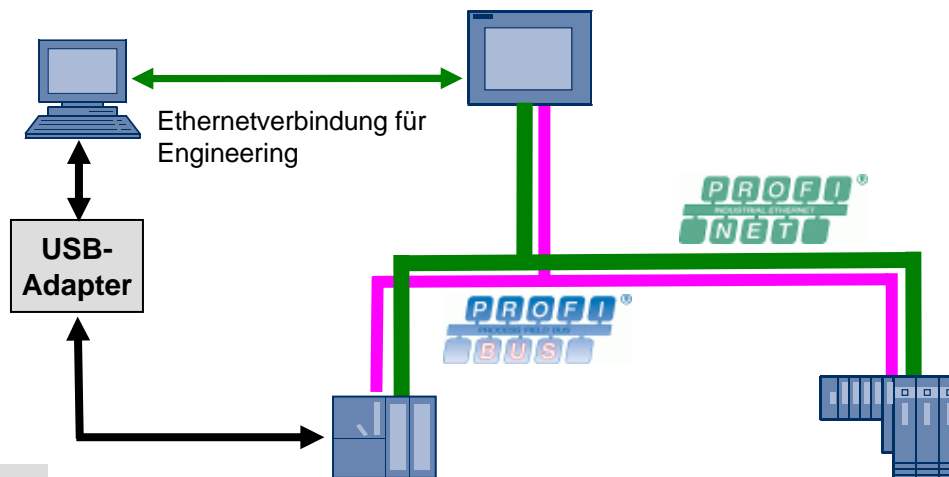 Ethernetverbindung für
Engineering
USB-
Adapter
PROFI®
INDUSTRIAL ETHERNET
NET
PROFI®
PROCESS FIELD BUS
BUS